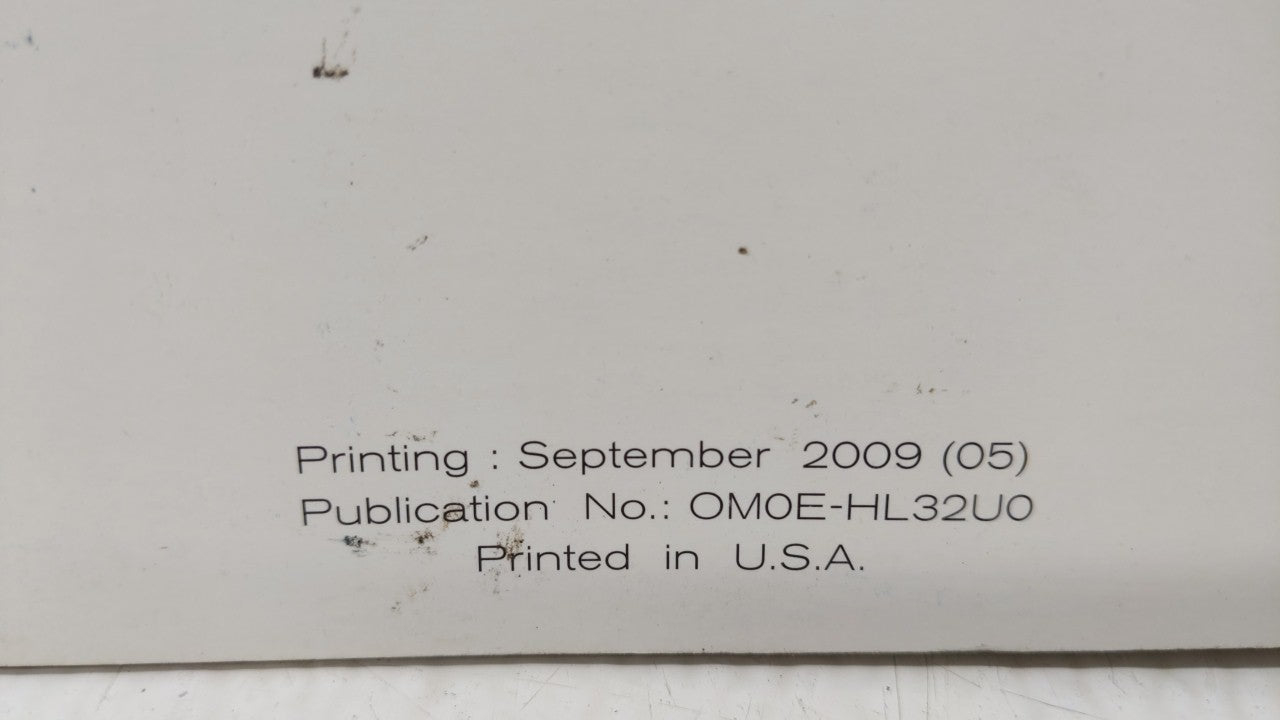 Printing : September 2009 (05)
Publication No.: OM0E-HL32U0
Printed in U.S.A.